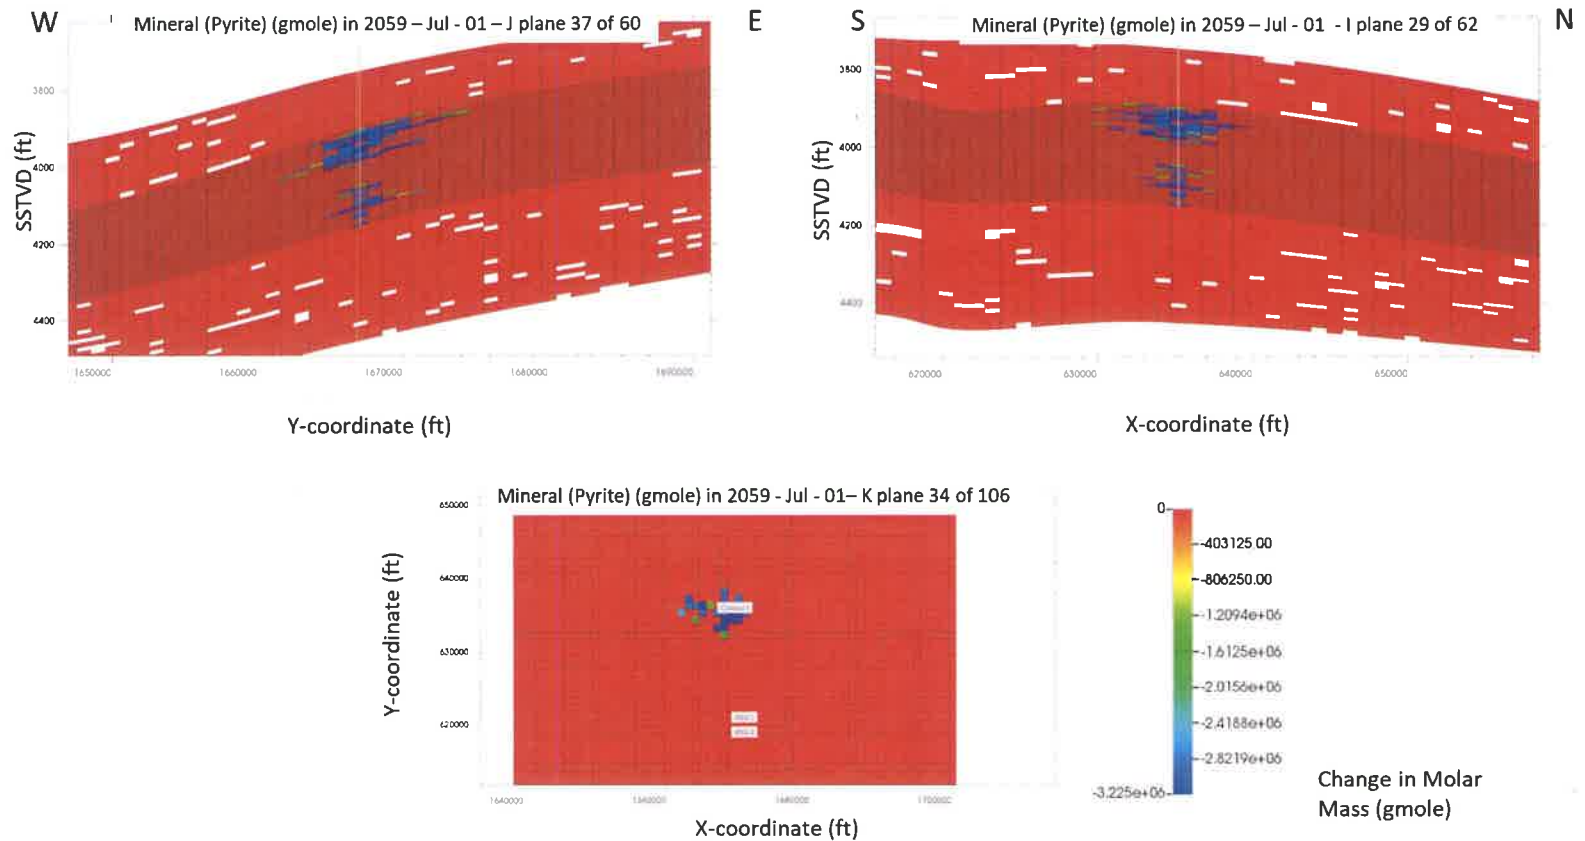 W
Mineral (Pyrite) (gmole) in 2059 – Jul - 01 – J plane 37 of 60
E
SSTVD (ft)
3800
4000
4200
4400
1650000
1660000
1670000
1680000
1690000
Y-coordinate (ft)
S
Mineral (Pyrite) (gmole) in 2059 – Jul - 01 - I plane 29 of 62
N
SSTVD (ft)
3800
4000
4200
4400
620000
630000
640000
650000
X-coordinate (ft)
Mineral (Pyrite) (gmole) in 2059 - Jul - 01– K plane 34 of 106
Y-coordinate (ft)
650000
640000
630000
620000
1640000
1680000
1700000
X-coordinate (ft)
0
-403125.00
-806250.00
-1.2094e+06
-1.6125e+06
-2.0156e+06
-2.4188e+06
-2.8219e+06
-3.225e+06
Change in Molar
Mass (gmole)